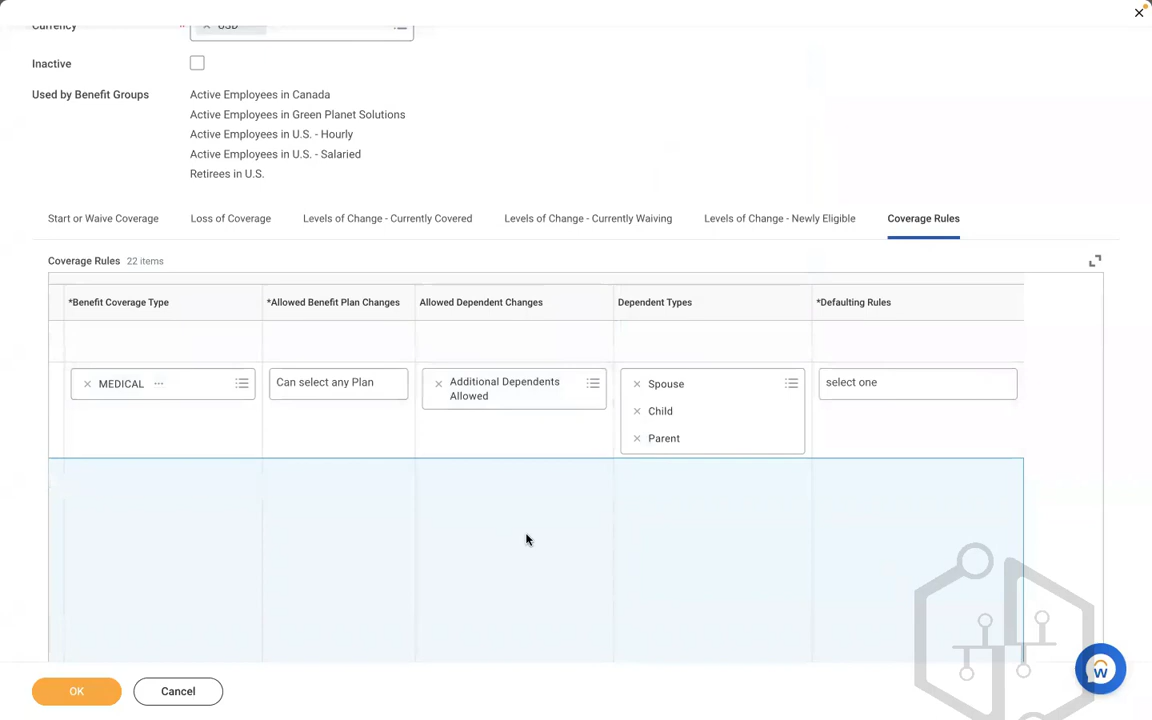 Currency
* × USD
Inactive
Used by Benefit Groups
Active Employees in Canada
Active Employees in Green Planet Solutions
Active Employees in U.S. - Hourly
Active Employees in U.S. - Salaried
Retirees in U.S.
Start or Waive Coverage
Loss of Coverage
Levels of Change - Currently Covered
Levels of Change - Currently Waiving
Levels of Change - Newly Eligible
Coverage Rules
Coverage Rules 22 items
*Benefit Coverage Type
*Allowed Benefit Plan Changes
Allowed Dependent Changes
Dependent Types
*Defaulting Rules
× MEDICAL ...
Can select any Plan
× Additional Dependents
Allowed
× Spouse
× Child
× Parent
select one
OK
Cancel
W